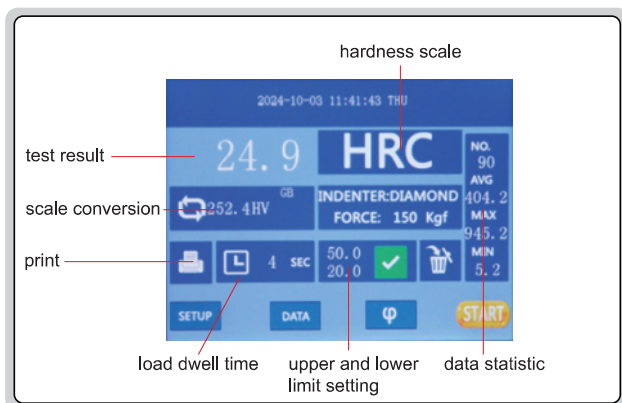 hardness scale
2024-10-03 11:41:43 THU
test result
24.9
HRC
NO.
90
AVG
404.2
MAX
945.2
MIN
5.2
scale conversion
252.4HV
GB
INDENTER:DIAMOND
FORCE: 150 Kgf
print
4 SEC
50.0
20.0
SETUP
DATA
φ
START
load dwell time
upper and lower
limit setting
data statistic